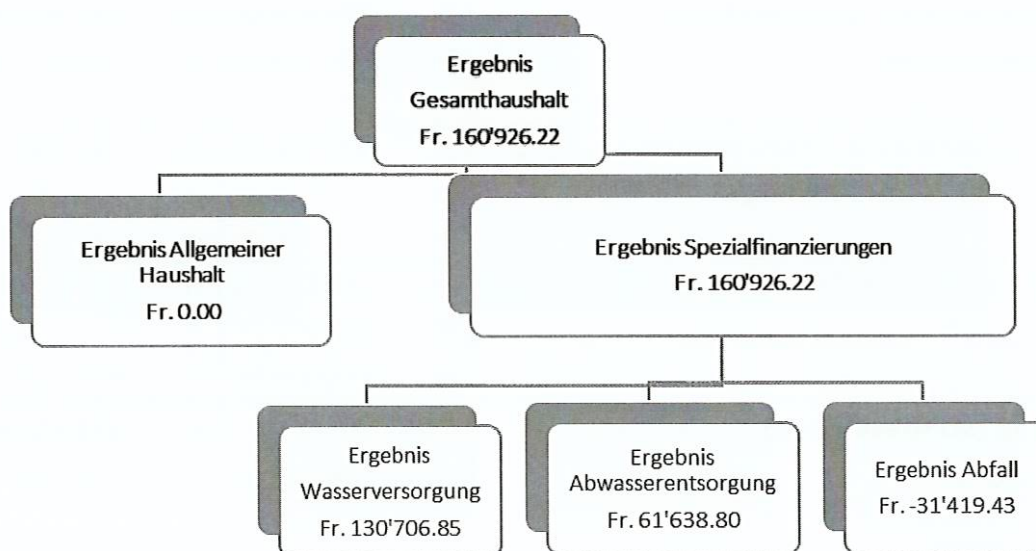 Ergebnis
Gesamthaushalt
Fr. 160'926.22
Ergebnis Allgemeiner
Haushalt
Fr. 0.00
Ergebnis Spezialfinanzierungen
Fr. 160'926.22
Ergebnis
Wasserversorgung
Fr. 130'706.85
Ergebnis
Abwasserentsorgung
Fr. 61'638.80
Ergebnis Abfall
Fr. -31'419.43